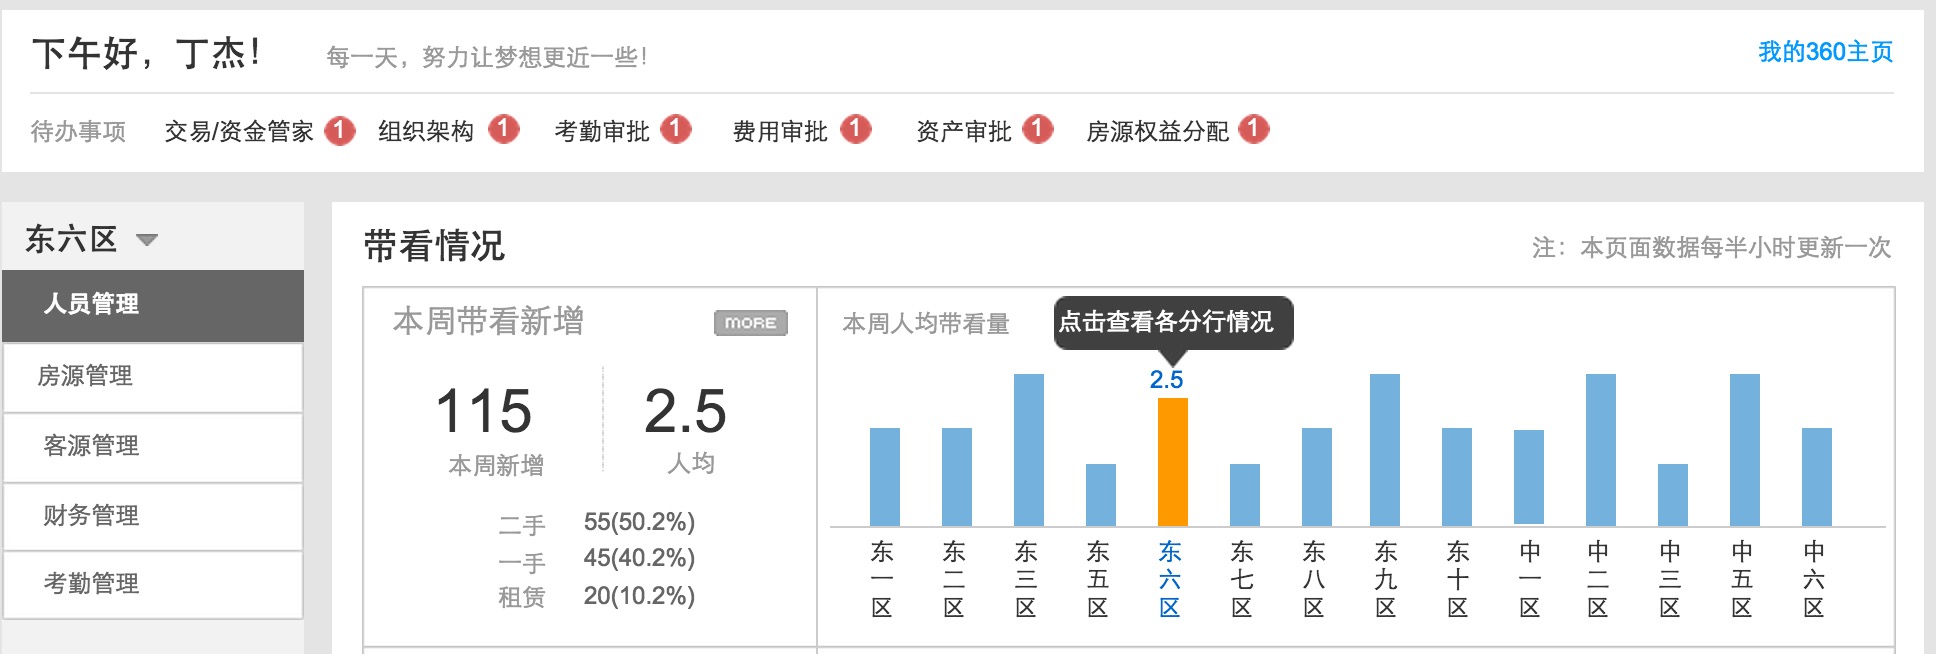 下午好，丁杰！ 每一天，努力让梦想更近一些！ 我的360主页
待办事项 交易/资金管家 1 组织架构 1 考勤审批 1 费用审批 1 资产审批 1 房源权益分配 1
东六区
人员管理
房源管理
客源管理
财务管理
考勤管理
带看情况 注：本页面数据每半小时更新一次
本周带看新增 MORE
115 2.5
本周新增 人均
二手 55(50.2%)
一手 45(40.2%)
租赁 20(10.2%)
本周人均带看量 点击查看各分行情况
2.5
东一区 东二区 东三区 东五区 东六区 东七区 东八区 东九区 东十区 中一区 中二区 中三区 中五区 中六区